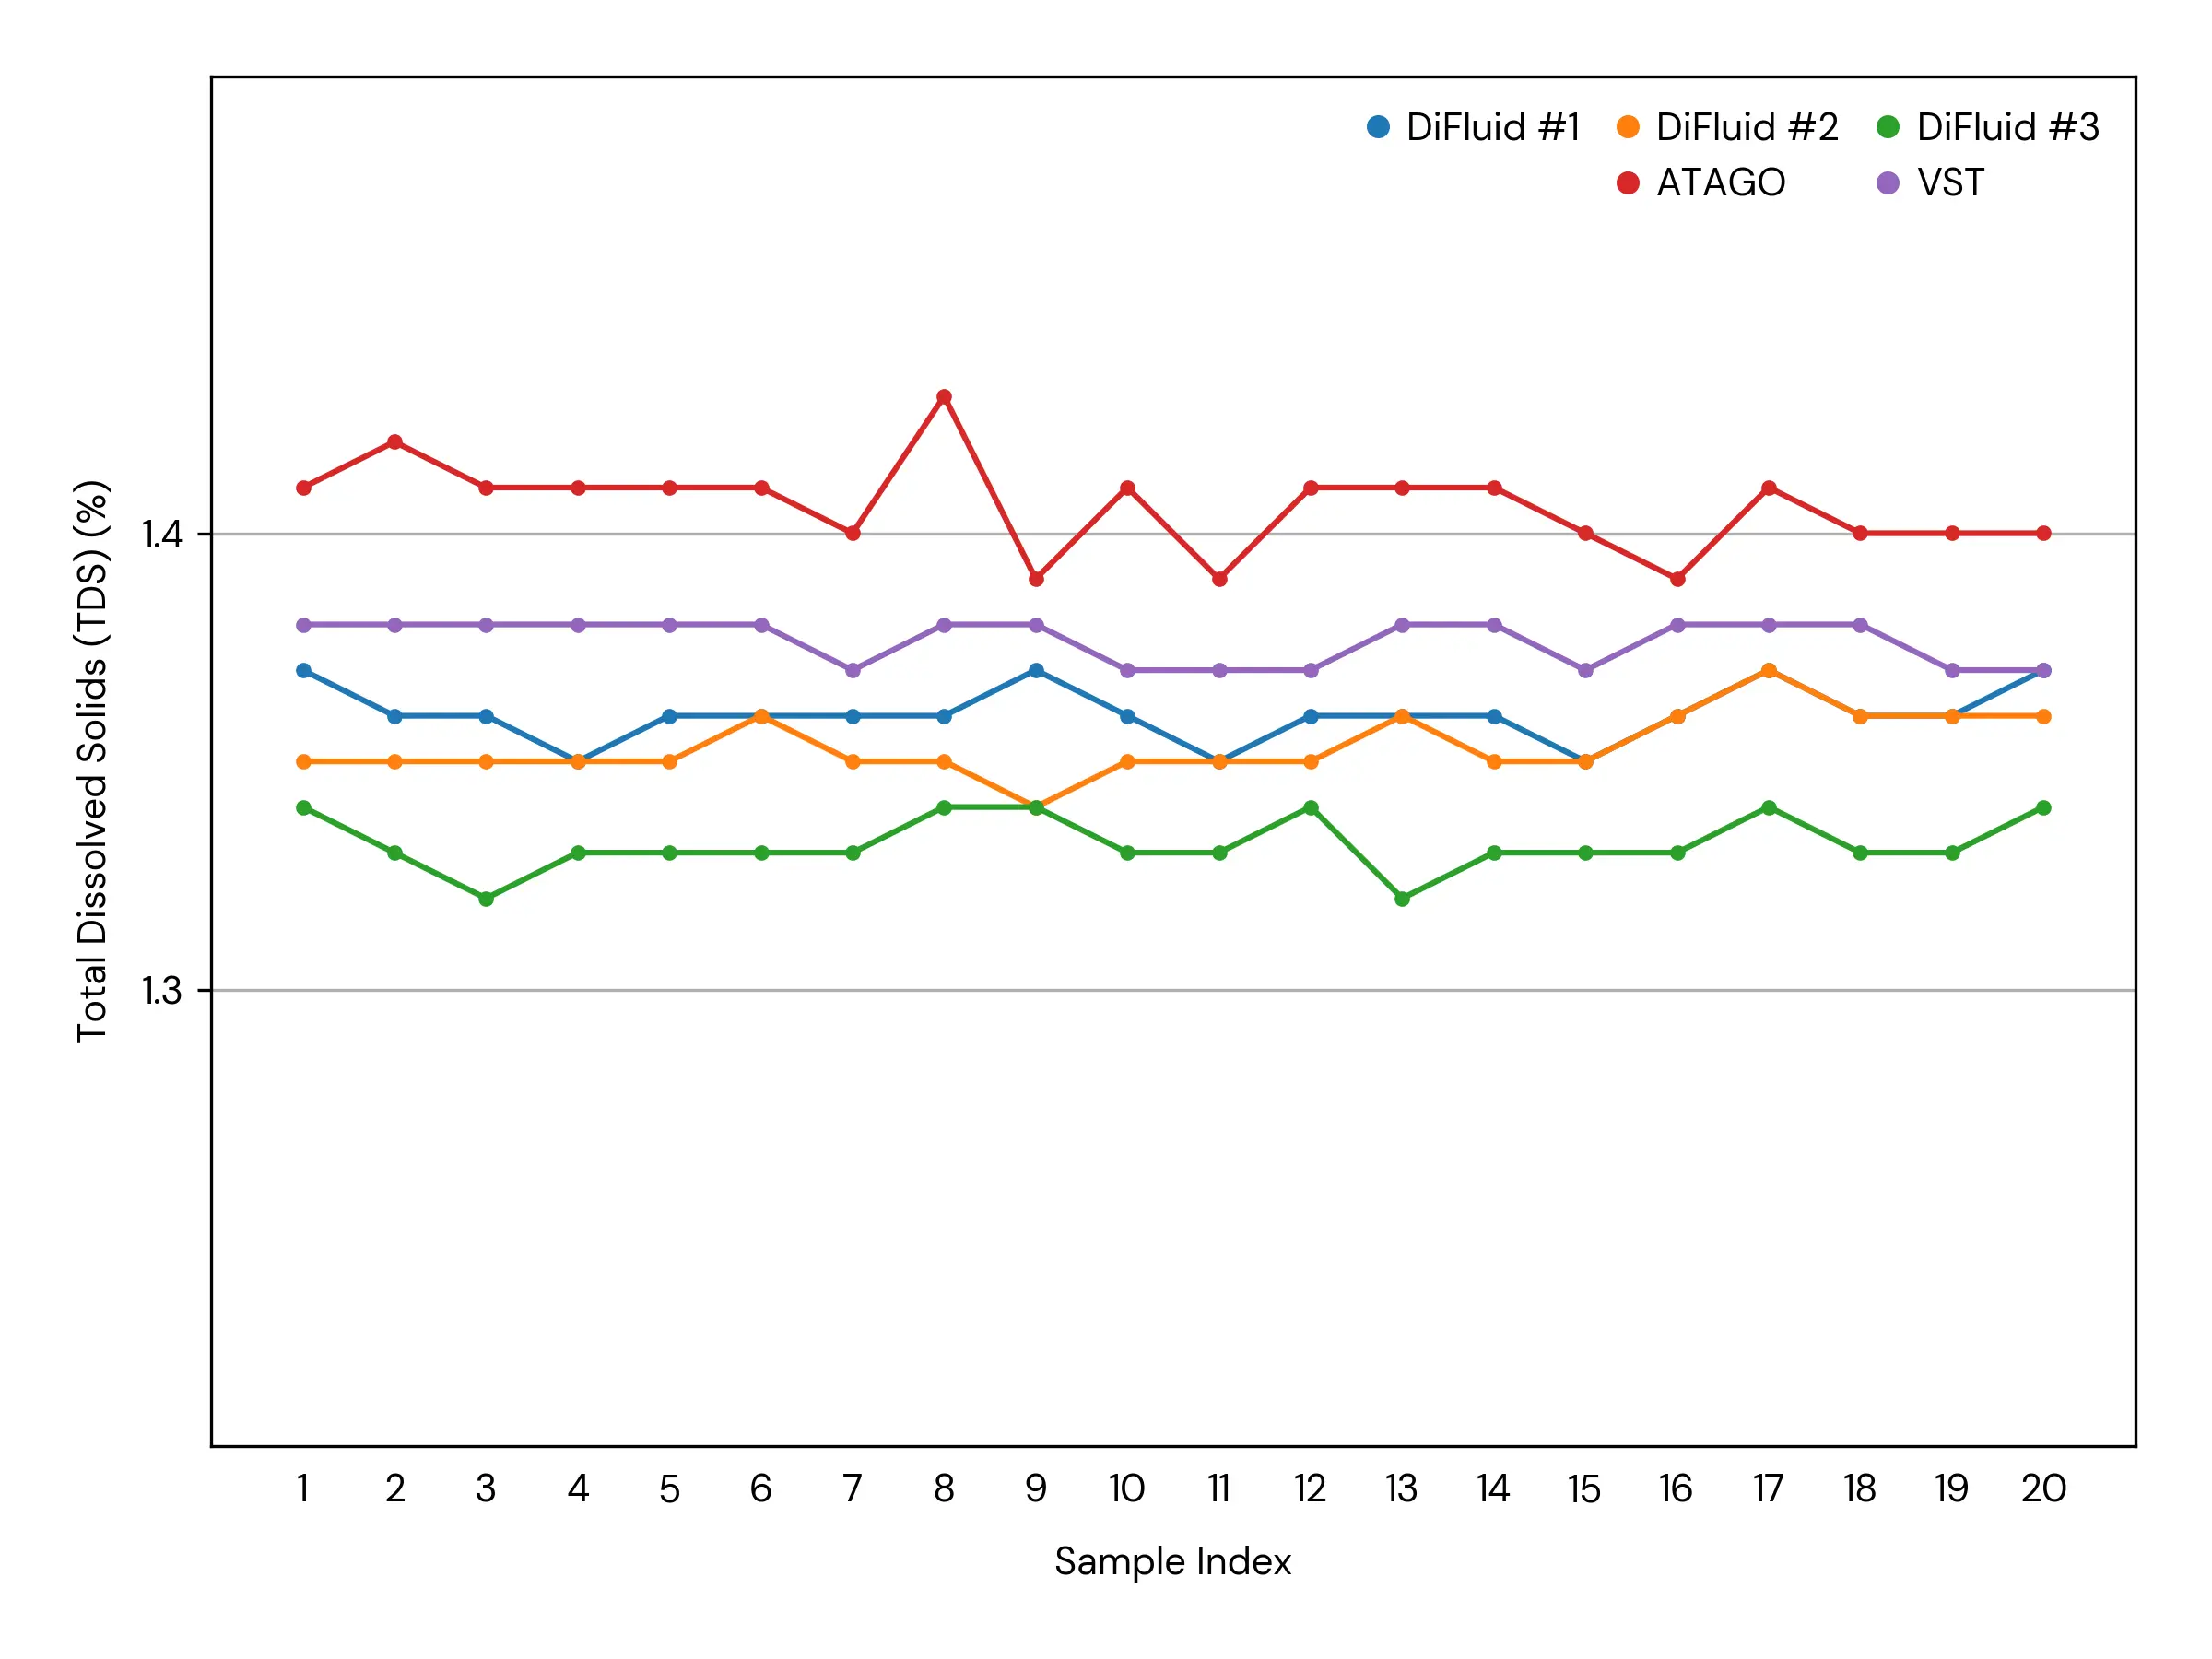 DiFluid #1 DiFluid #2 DiFluid #3
ATAGO VST
Total Dissolved Solids (TDS) (%)
1.4
1.3
1 2 3 4 5 6 7 8 9 10 11 12 13 14 15 16 17 18 19 20
Sample Index